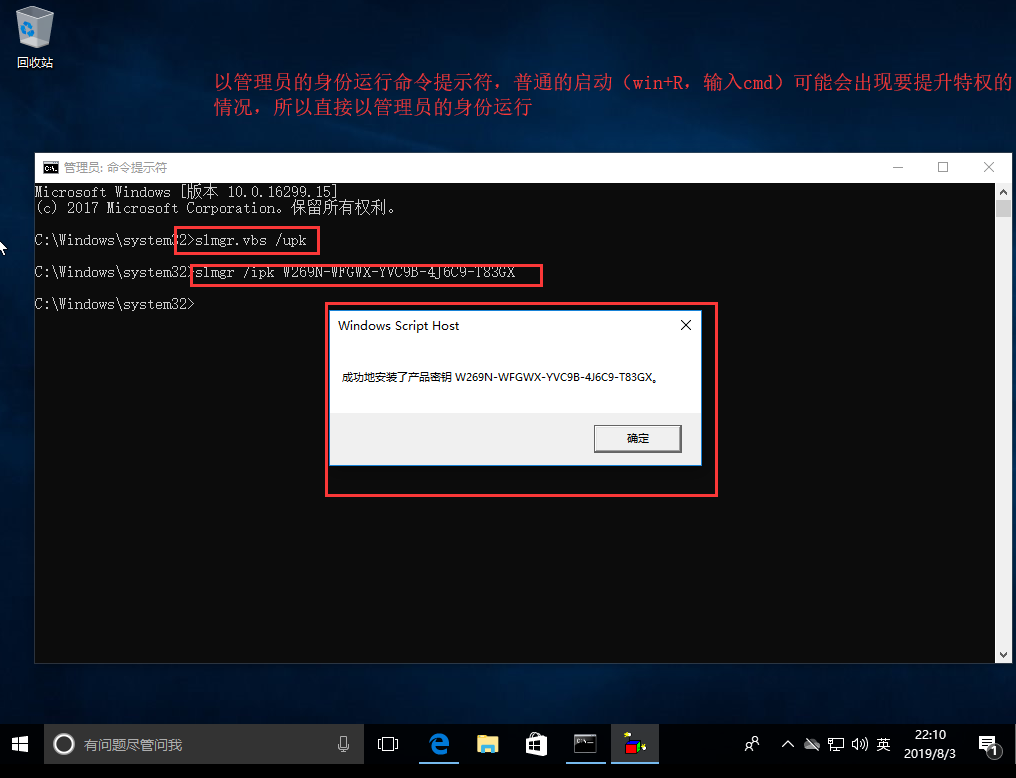 回收站
以管理员的身份运行命令提示符，普通的启动（win+R，输入cmd）可能会出现要提升特权的
情况，所以直接以管理员的身份运行
管理员: 命令提示符
Microsoft Windows [版本 10.0.16299.15]
(c) 2017 Microsoft Corporation。保留所有权利。
C:\Windows\system32>slmgr.vbs /upk
C:\Windows\system32>slmgr /ipk W269N-WFGWX-YVC9B-4J6C9-T83GX
C:\Windows\system32>
Windows Script Host
成功地安装了产品密钥 W269N-WFGWX-YVC9B-4J6C9-T83GX。
确定
有问题尽管问我
英
22:10
2019/8/3
1